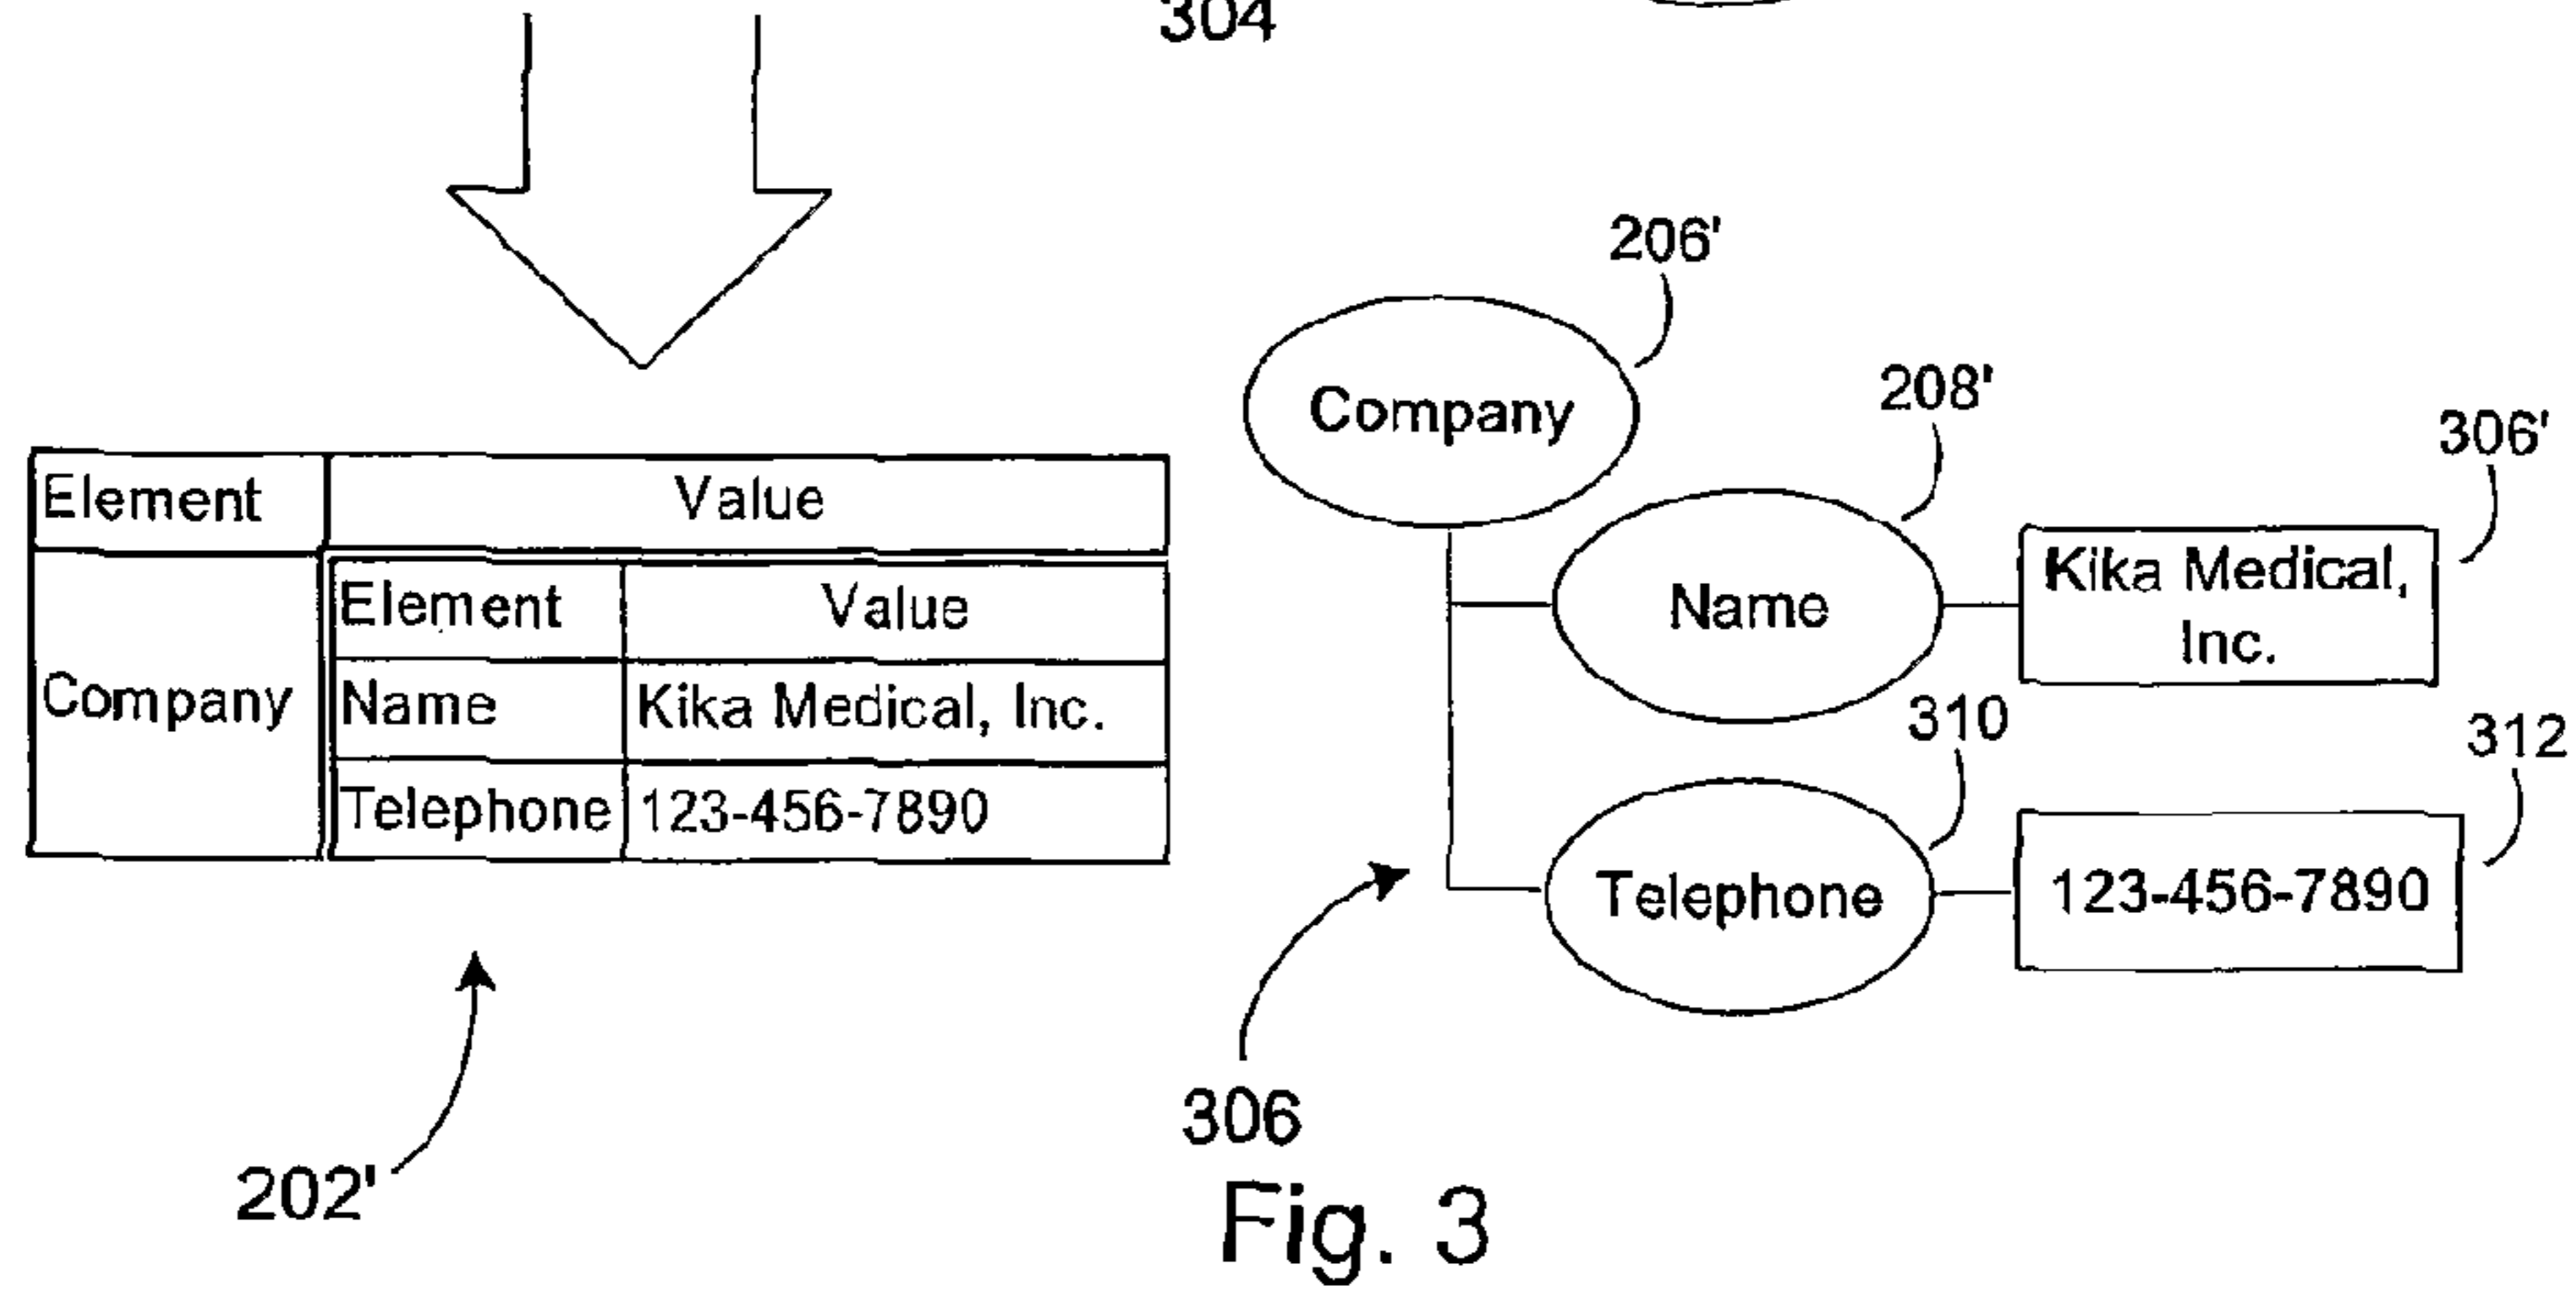 304
206'
208'
306'
Company
Element Value
Kika Medical,
Inc.
Element Value
Name
Company
Name Kika Medical, Inc.
310
312
Telephone 123-456-7890
Telephone
123-456-7890
306
202'
Fig. 3